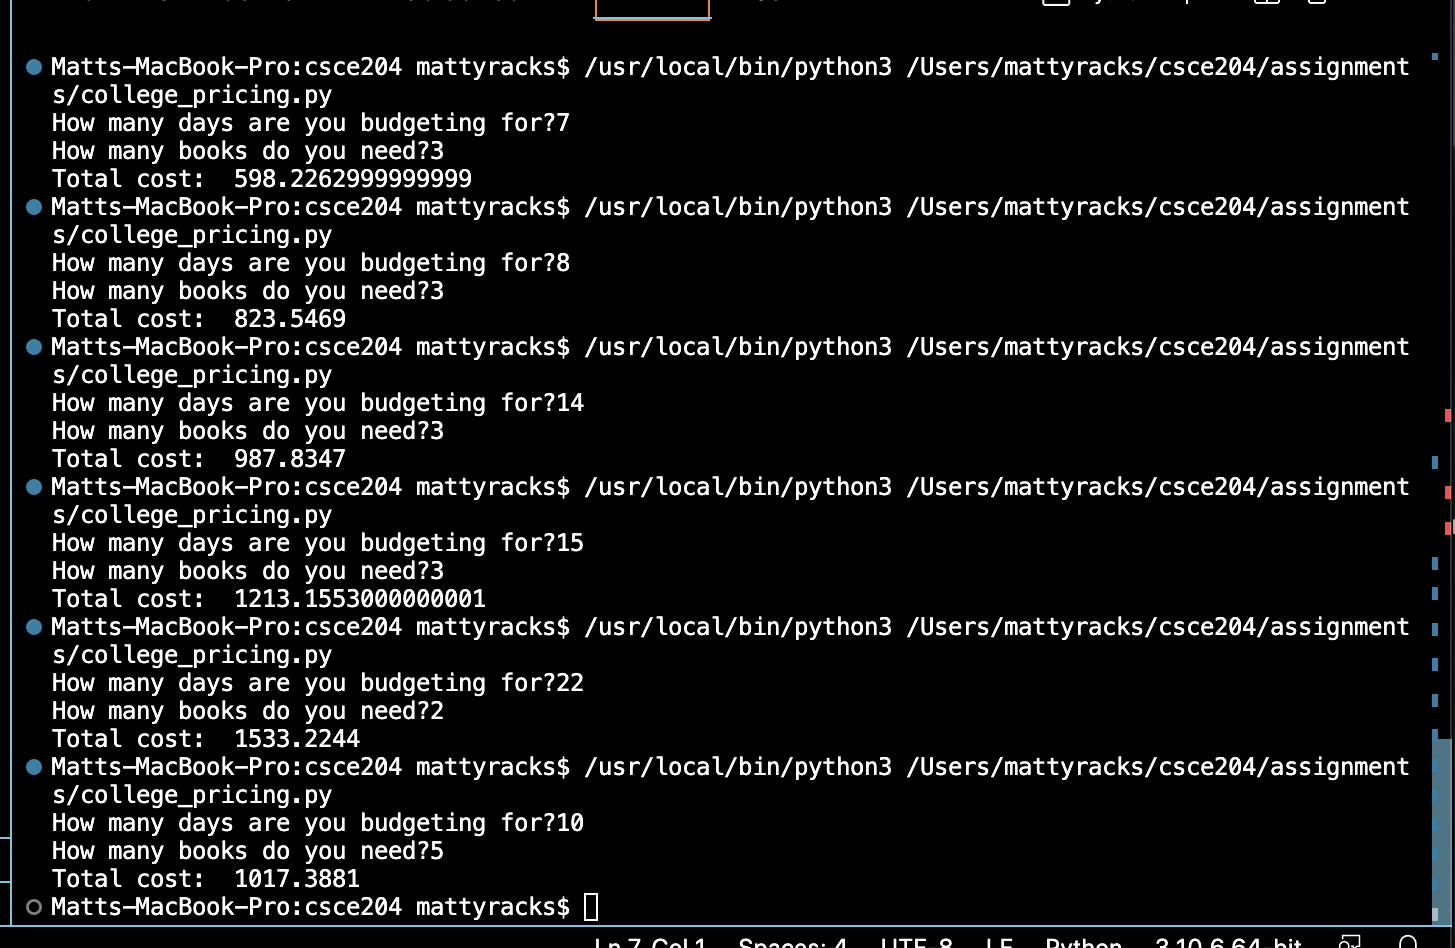 Matts-MacBook-Pro:csce204 mattyracks$ /usr/local/bin/python3 /Users/mattyracks/csce204/assignment
s/college_pricing.py
How many days are you budgeting for?7
How many books do you need?3
Total cost:  598.2262999999999
Matts-MacBook-Pro:csce204 mattyracks$ /usr/local/bin/python3 /Users/mattyracks/csce204/assignment
s/college_pricing.py
How many days are you budgeting for?8
How many books do you need?3
Total cost:  823.5469
Matts-MacBook-Pro:csce204 mattyracks$ /usr/local/bin/python3 /Users/mattyracks/csce204/assignment
s/college_pricing.py
How many days are you budgeting for?14
How many books do you need?3
Total cost:  987.8347
Matts-MacBook-Pro:csce204 mattyracks$ /usr/local/bin/python3 /Users/mattyracks/csce204/assignment
s/college_pricing.py
How many days are you budgeting for?15
How many books do you need?3
Total cost:  1213.1553000000001
Matts-MacBook-Pro:csce204 mattyracks$ /usr/local/bin/python3 /Users/mattyracks/csce204/assignment
s/college_pricing.py
How many days are you budgeting for?22
How many books do you need?2
Total cost:  1533.2244
Matts-MacBook-Pro:csce204 mattyracks$ /usr/local/bin/python3 /Users/mattyracks/csce204/assignment
s/college_pricing.py
How many days are you budgeting for?10
How many books do you need?5
Total cost:  1017.3881
Matts-MacBook-Pro:csce204 mattyracks$
Ln 7, Col 1 Spaces: 4 UTF-8 LF Python 3.10.6 64-bit